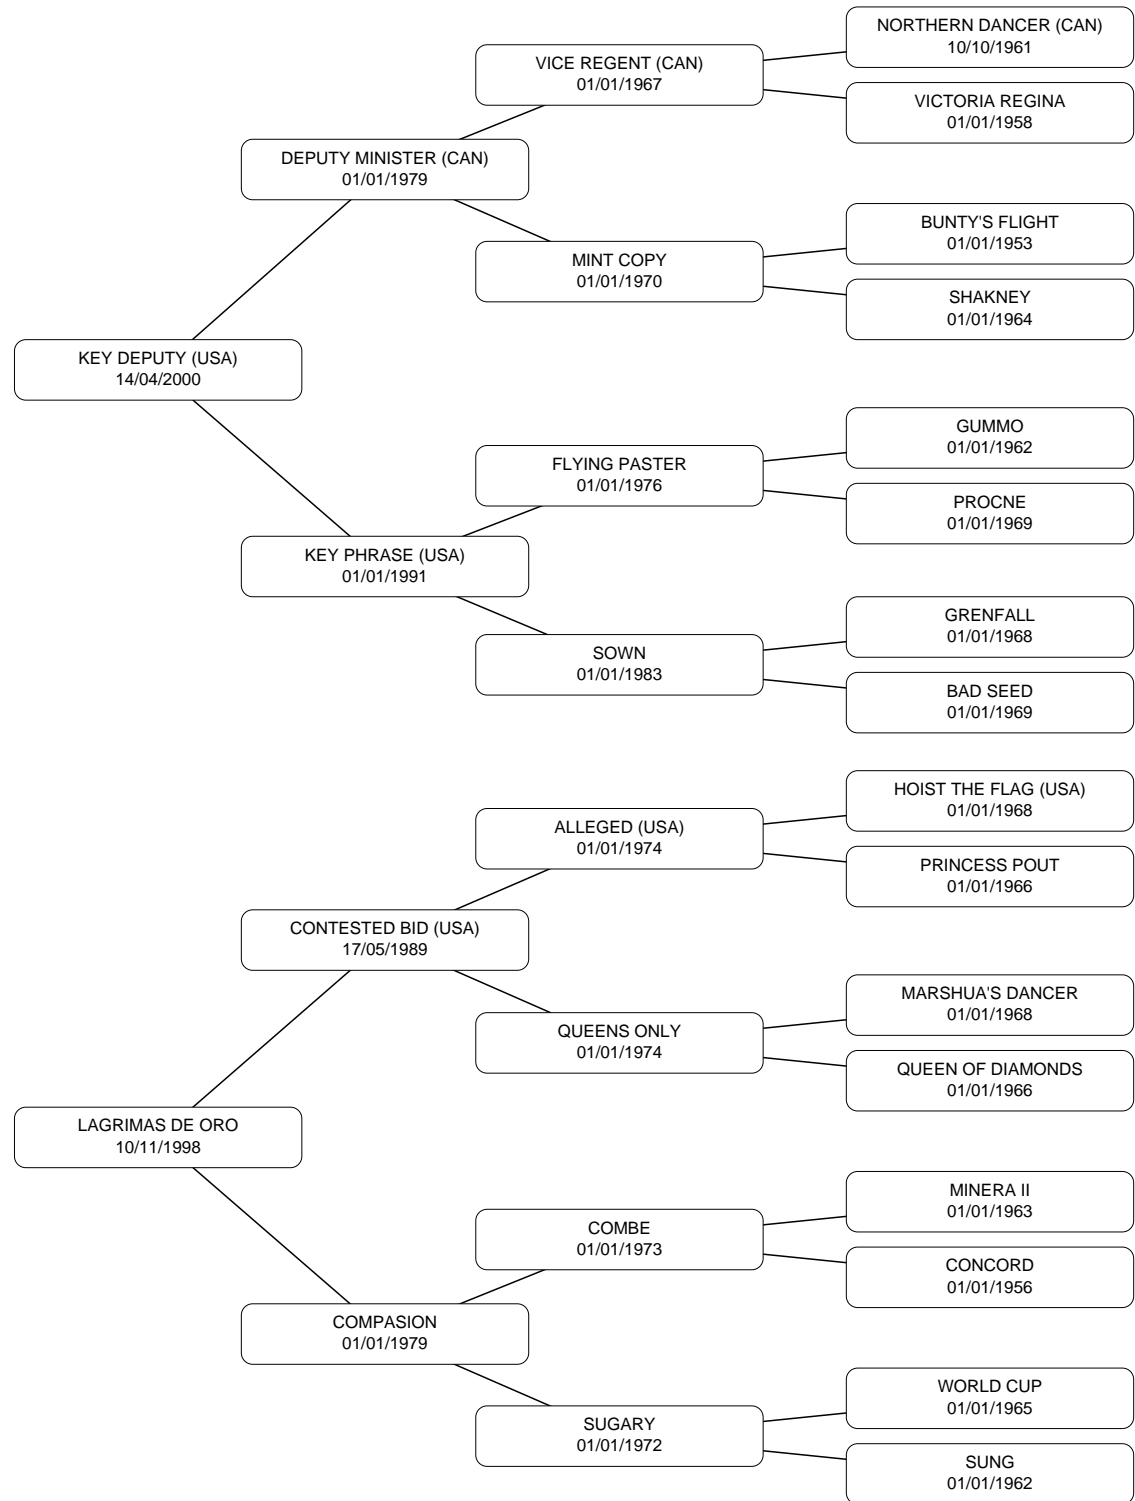 NORTHERN DANCER (CAN)
10/10/1961
VICE REGENT (CAN)
01/01/1967
VICTORIA REGINA
01/01/1958
DEPUTY MINISTER (CAN)
01/01/1979
BUNTY'S FLIGHT
01/01/1953
MINT COPY
01/01/1970
SHAKNEY
01/01/1964
KEY DEPUTY (USA)
14/04/2000
GUMMO
01/01/1962
FLYING PASTER
01/01/1976
PROCNE
01/01/1969
KEY PHRASE (USA)
01/01/1991
GRENFALL
01/01/1968
SOWN
01/01/1983
BAD SEED
01/01/1969
HOIST THE FLAG (USA)
01/01/1968
ALLEGED (USA)
01/01/1974
PRINCESS POUT
01/01/1966
CONTESTED BID (USA)
17/05/1989
MARSHUA'S DANCER
01/01/1968
QUEENS ONLY
01/01/1974
QUEEN OF DIAMONDS
01/01/1966
LAGRIMAS DE ORO
10/11/1998
MINERA II
01/01/1963
COMBE
01/01/1973
CONCORD
01/01/1956
COMPASION
01/01/1979
WORLD CUP
01/01/1965
SUGARY
01/01/1972
SUNG
01/01/1962